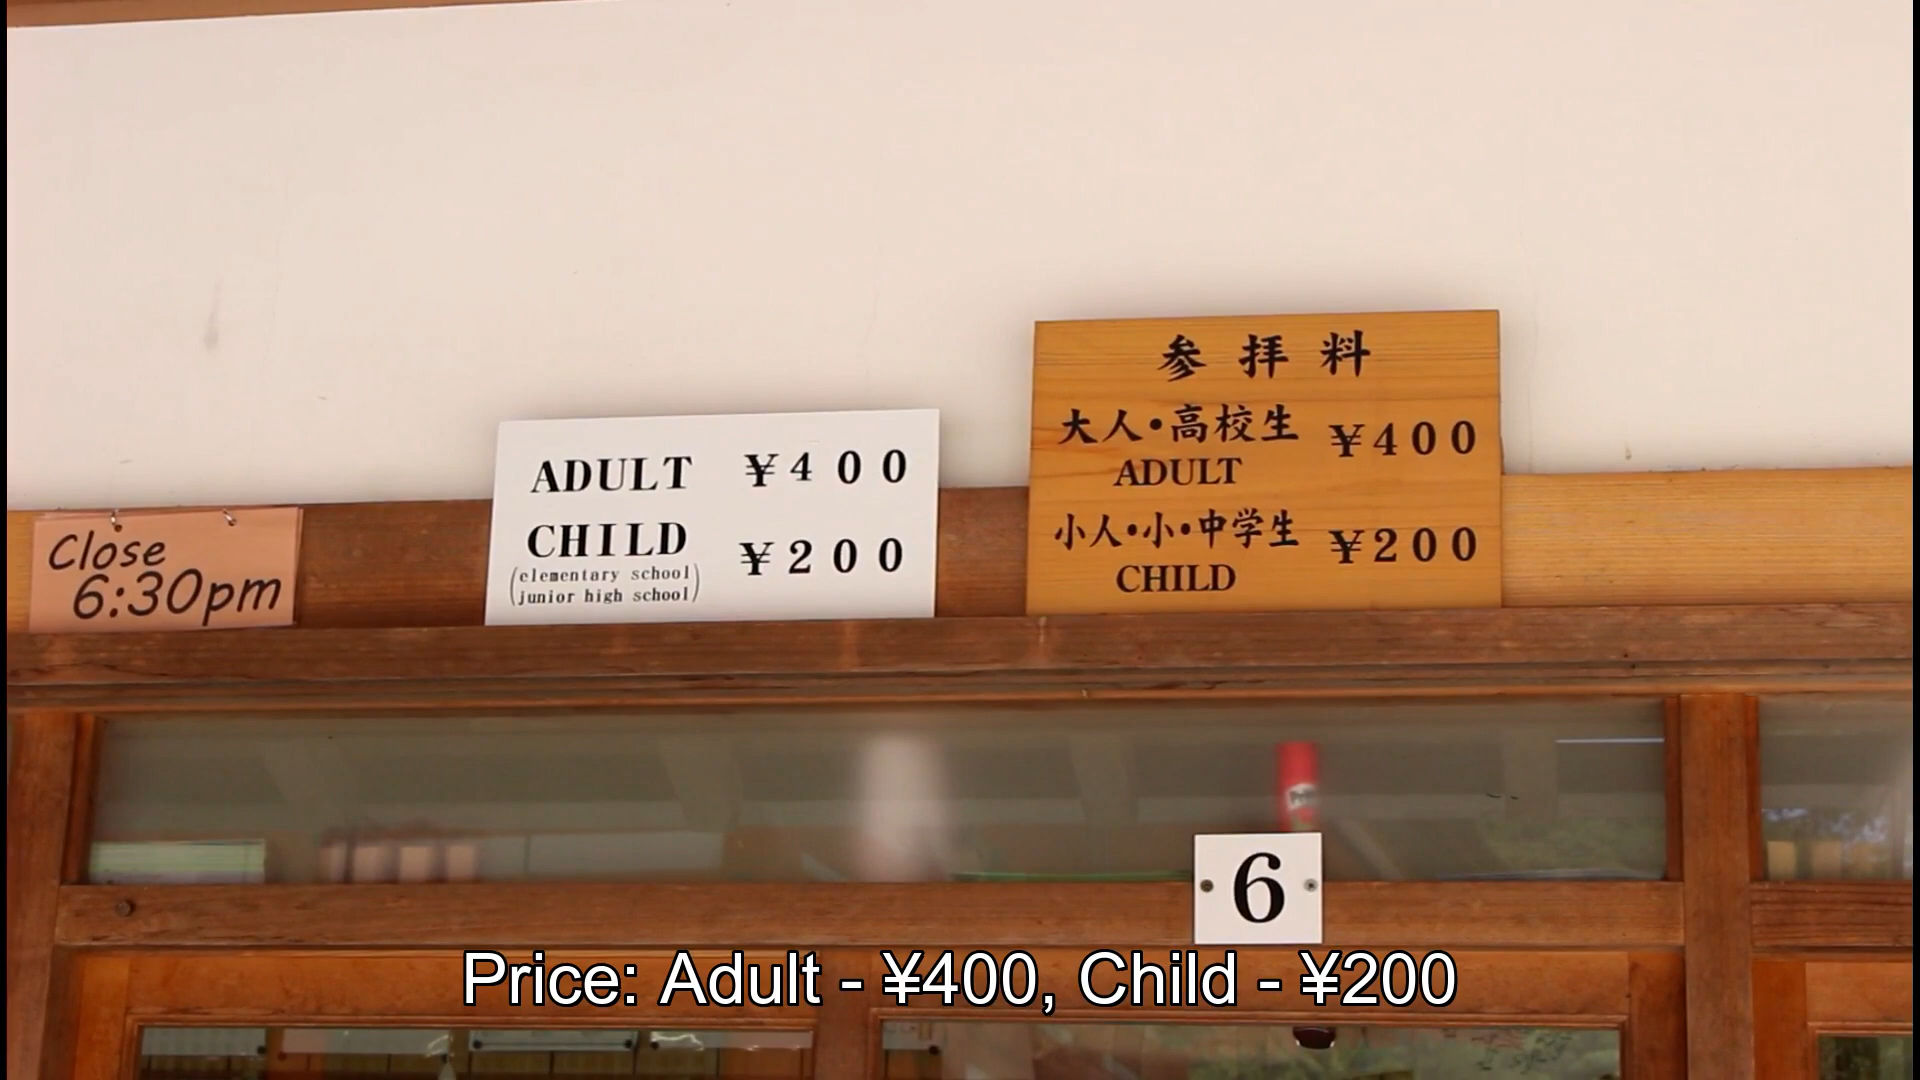 Close
6:30pm
ADULT ¥400
CHILD ¥200
(elementary school)
(junior high school)
参拝料
大人・高校生 ¥400
ADULT
小人・小・中学生 ¥200
CHILD
6
Price: Adult - ¥400, Child - ¥200